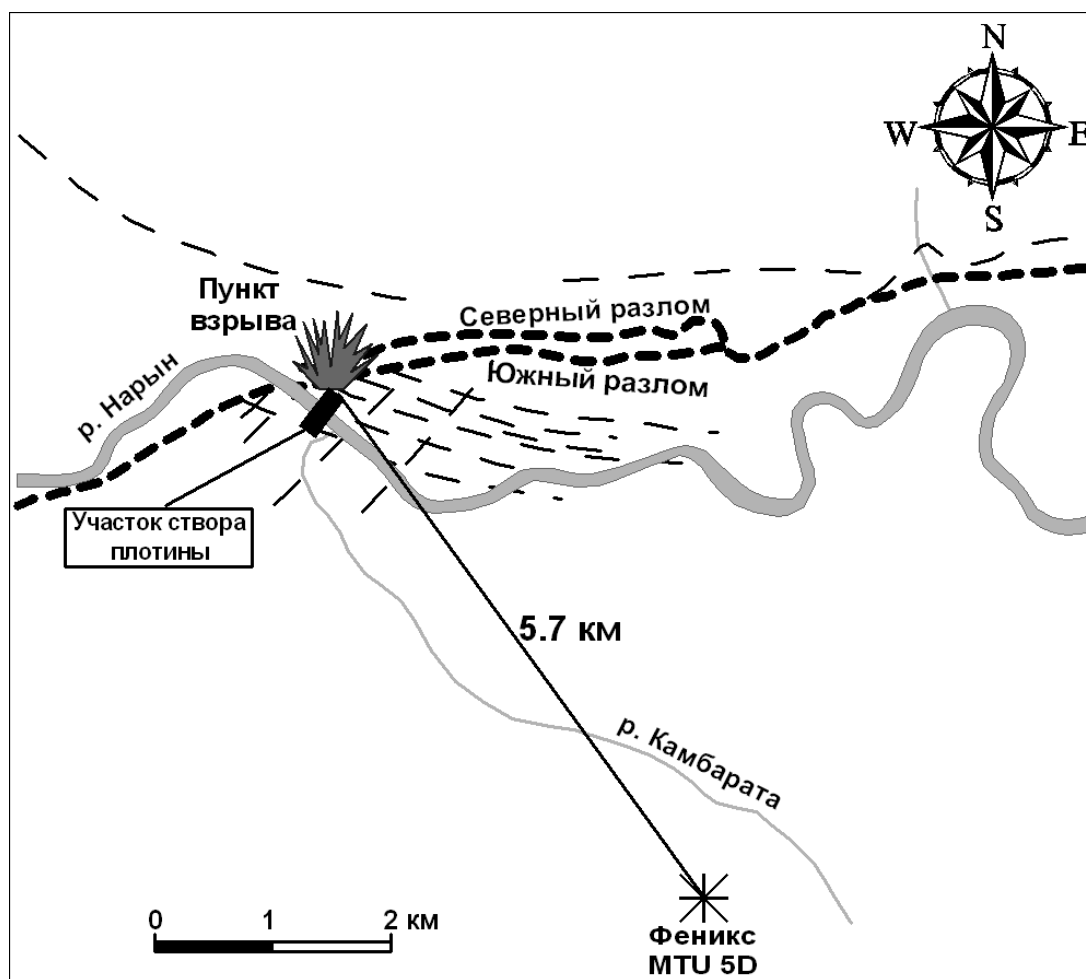 N
W E
S
Пункт
взрыва
Северный разлом
Южный разлом
р. Нарын
Участок створа
плотины
5.7 км
р. Камбарата
0 1 2 км
Феникс
MTU 5D